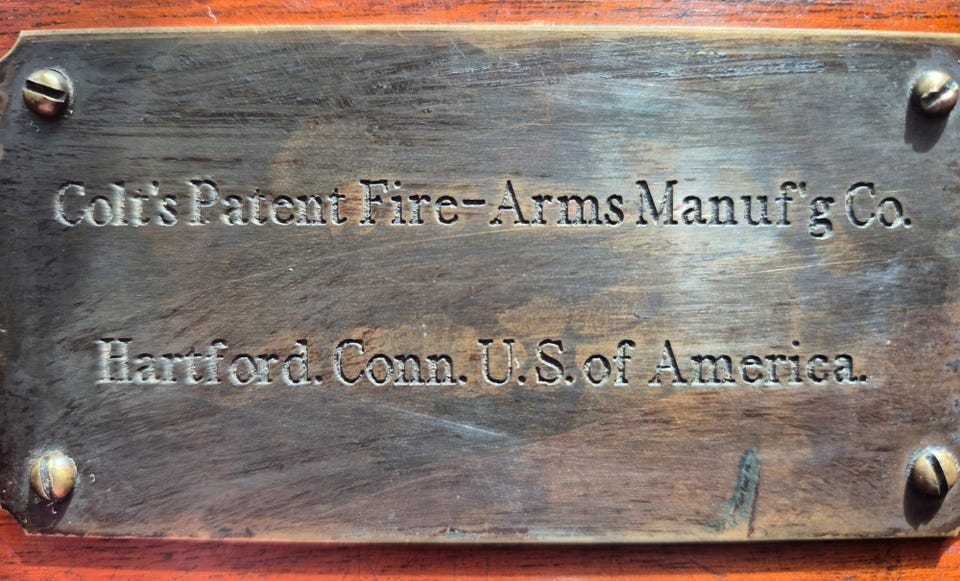 Colt's Patent Fire-Arms Manuf'g Co.
Hartford. Conn. U.S. of America.